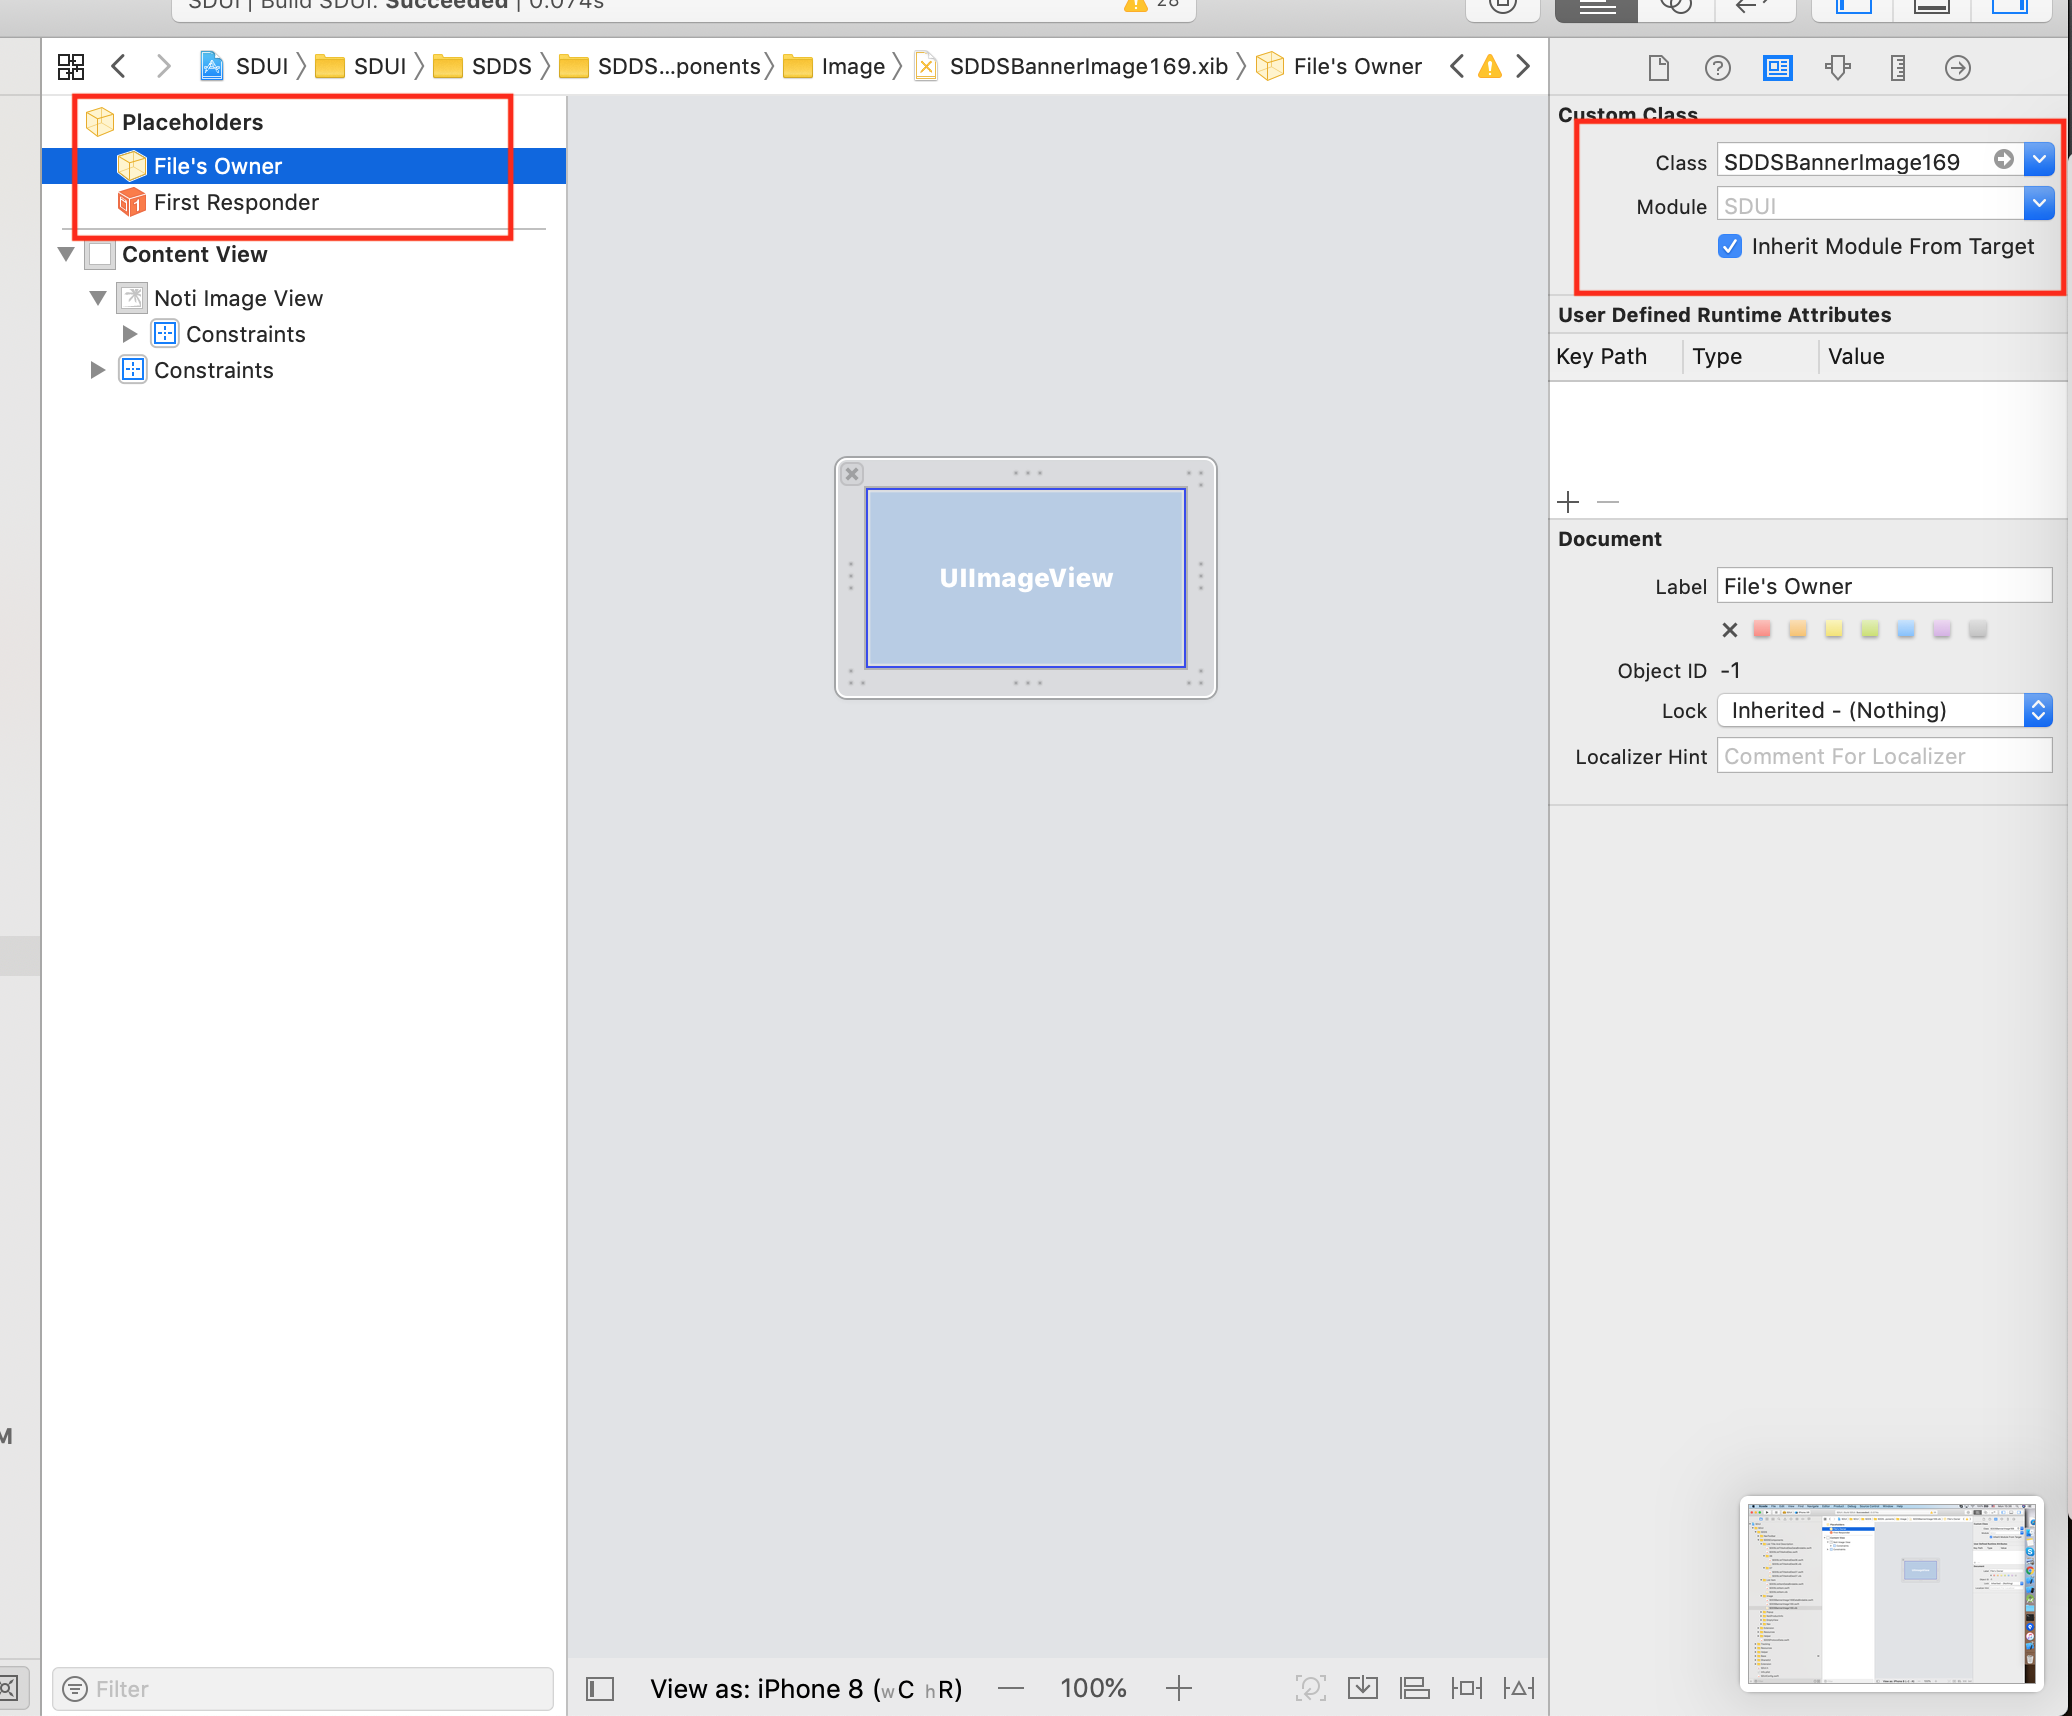 SDUI | Build SDUI: Succeeded | 0.074s
28
SDUI SDUI SDDS SDDS...ponents Image SDDSBannerImage169.xib File's Owner
Placeholders
File's Owner
First Responder
Content View
Noti Image View
Constraints
Constraints
UIImageView
Custom Class
Class SDDSBannerImage169
Module SDUI
Inherit Module From Target
User Defined Runtime Attributes
Key Path Type Value
Document
Label File's Owner
Object ID -1
Lock Inherited - (Nothing)
Localizer Hint Comment For Localizer
M
Filter
View as: iPhone 8 (wC hR)
100%